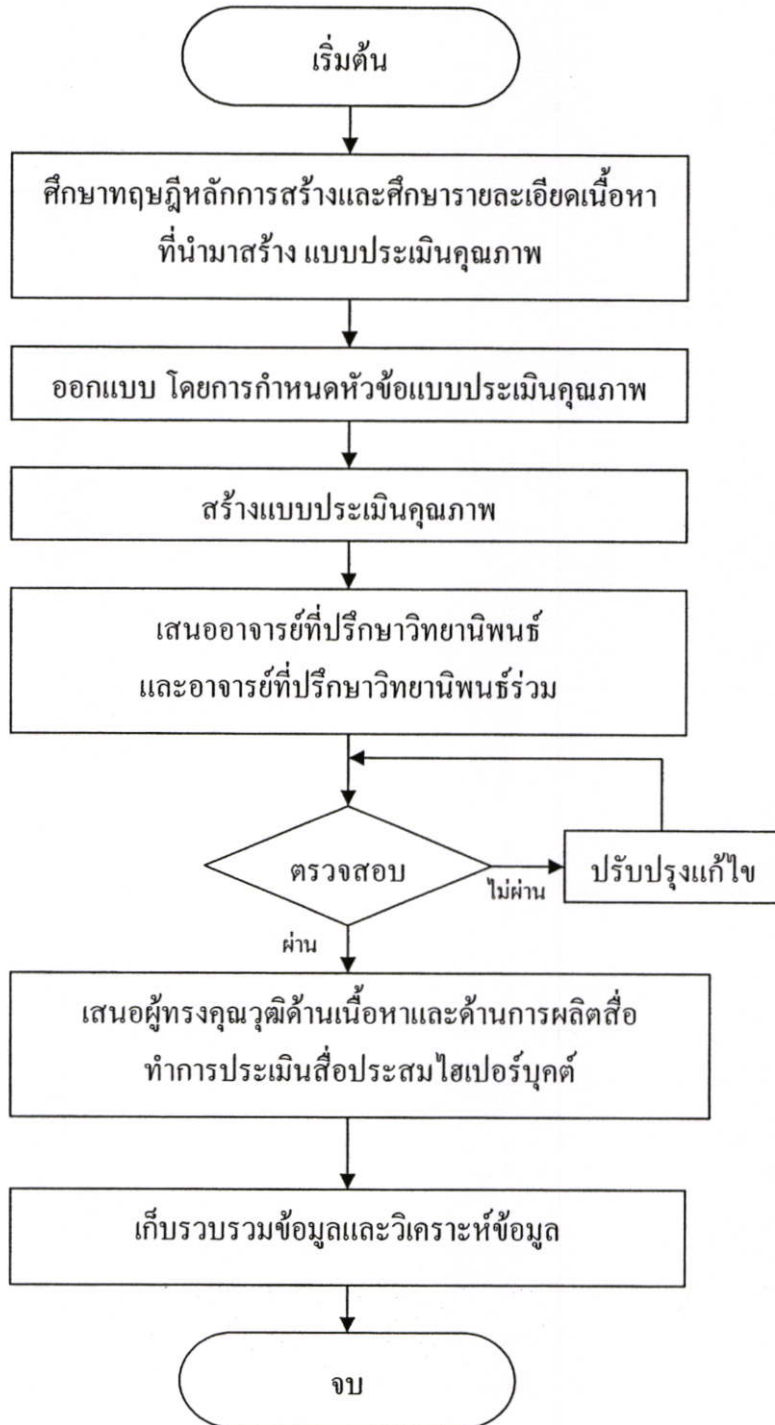 เริ่มต้น
ศึกษาทฤษฎีหลักการสร้างและศึกษารายละเอียดเนื้อหา
ที่นำมาสร้าง แบบประเมินคุณภาพ
ออกแบบ โดยการกำหนดหัวข้อแบบประเมินคุณภาพ
สร้างแบบประเมินคุณภาพ
เสนออาจารย์ที่ปรึกษาวิทยานิพนธ์
และอาจารย์ที่ปรึกษาวิทยานิพนธ์ร่วม
ตรวจสอบ
ไม่ผ่าน
ปรับปรุงแก้ไข
ผ่าน
เสนอผู้ทรงคุณวุฒิด้านเนื้อหาและด้านการผลิตสื่อ
ทำการประเมินสื่อประสมไฮเปอร์บุคต์
เก็บรวบรวมข้อมูลและวิเคราะห์ข้อมูล
จบ